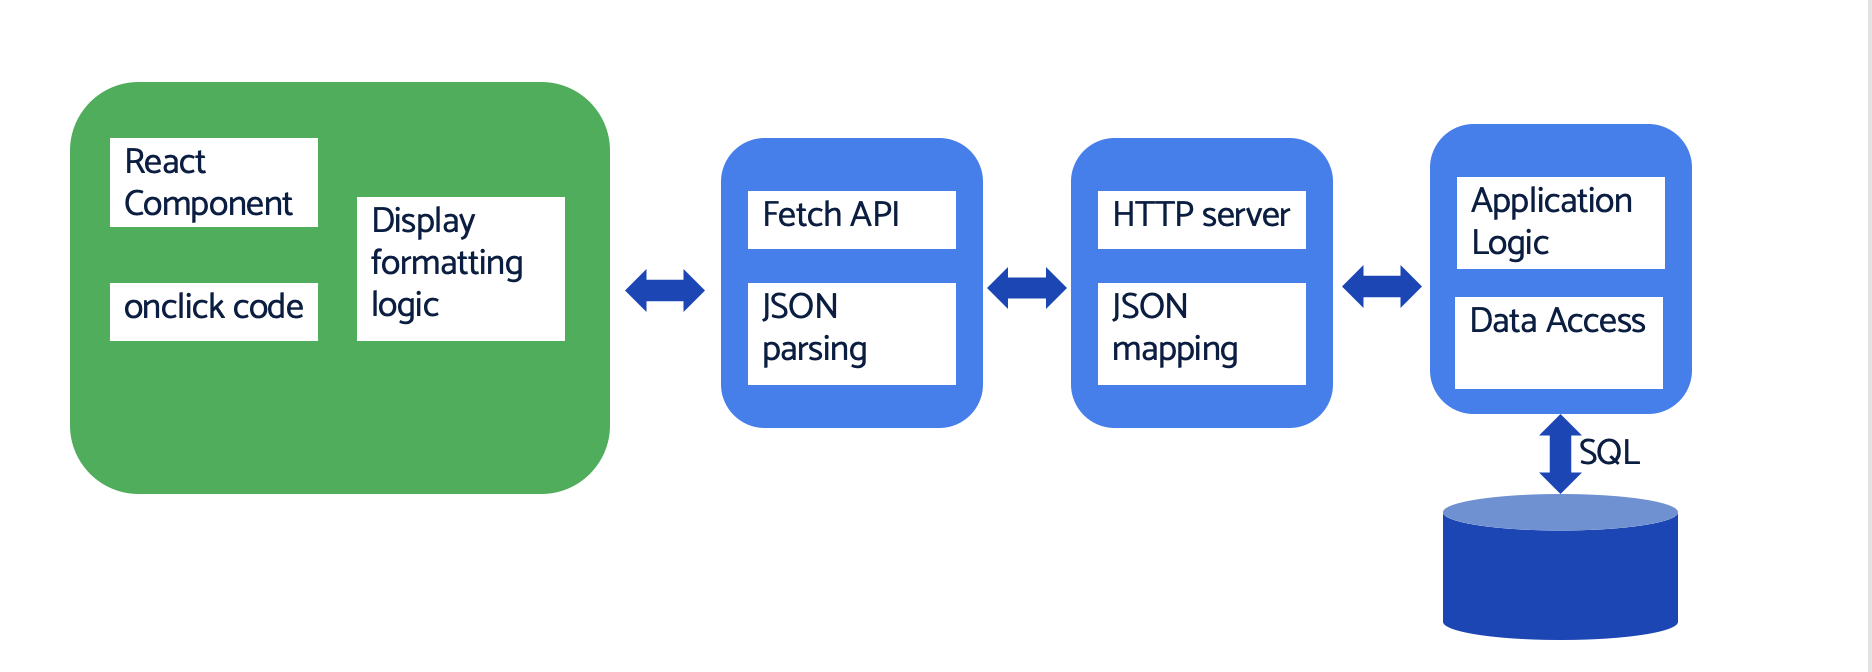 React
Component
onclick code
Display
formatting
logic
Fetch API
JSON
parsing
HTTP server
JSON
mapping
Application
Logic
Data Access
SQL